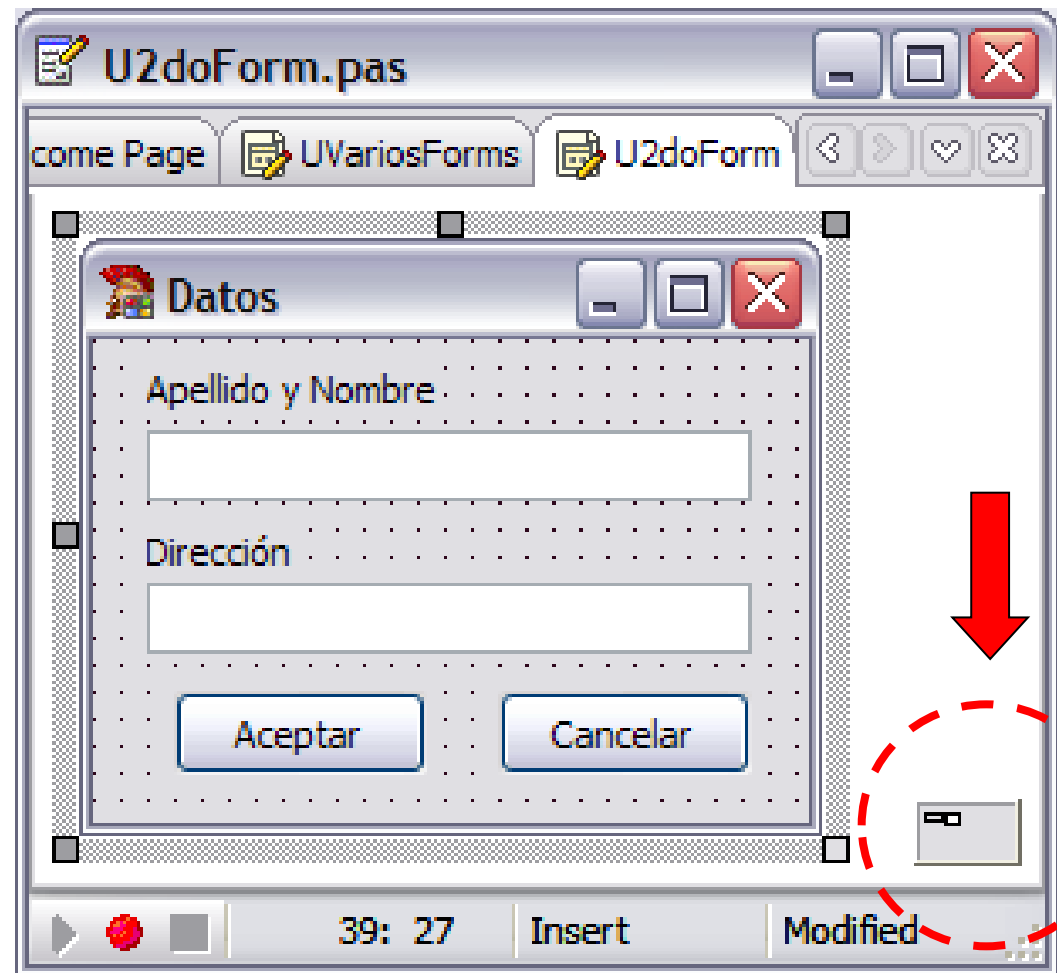 U2doForm.pas
come Page UVariosForms U2doForm
Datos
Apellido y Nombre
Dirección
Aceptar Cancelar
39: 27 Insert Modified